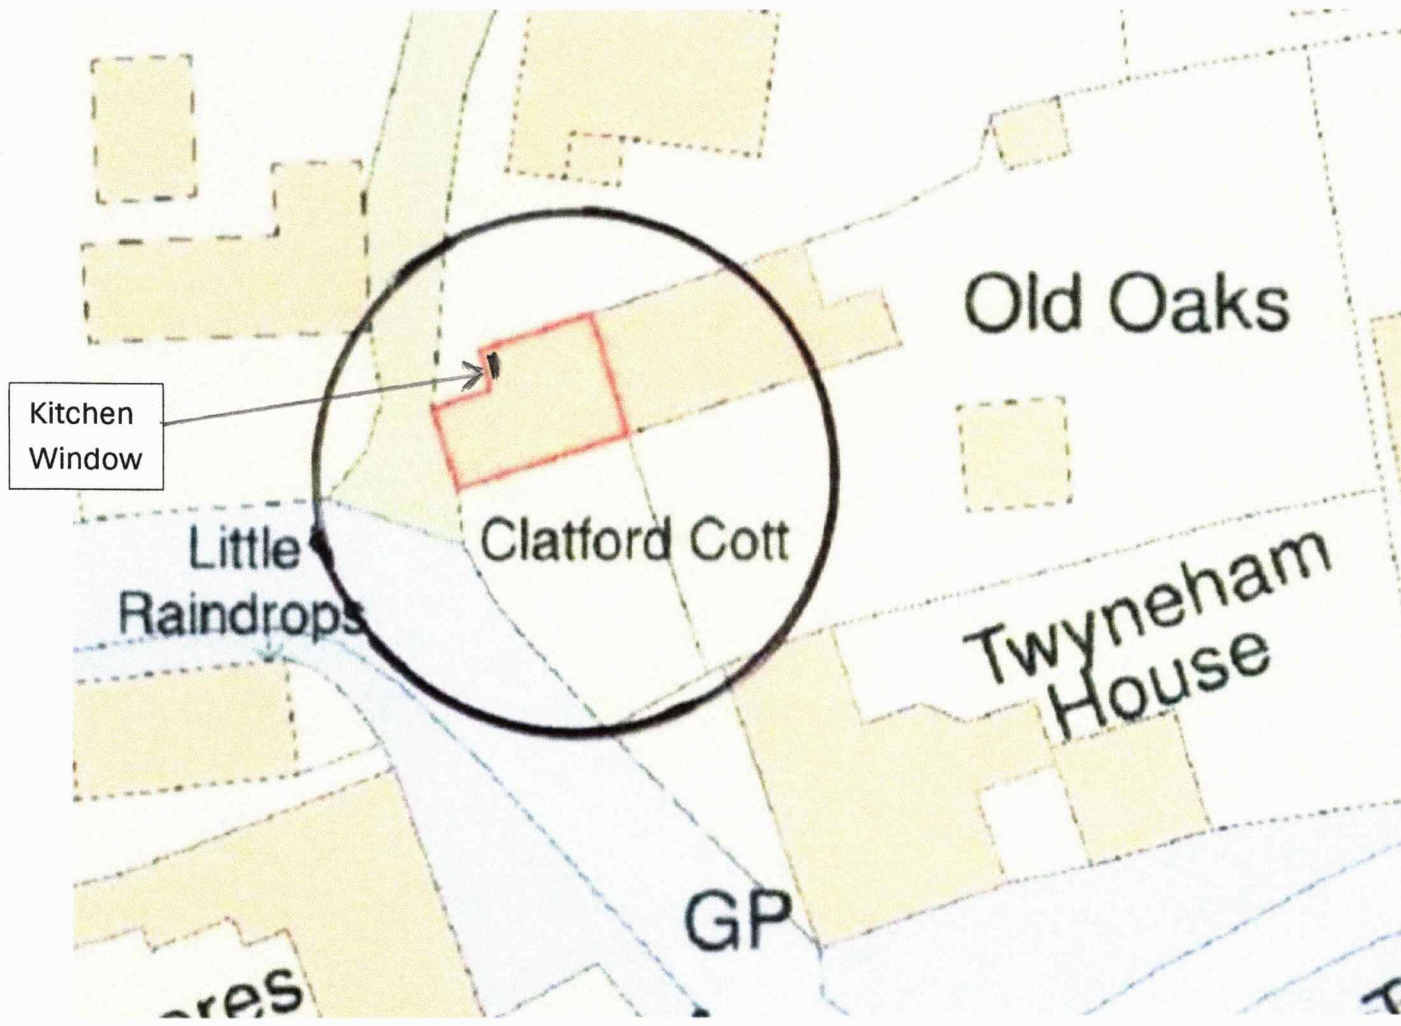 Old Oaks
Kitchen
Window
Little
Raindrops
Clatford Cott
Twyneham
House
GP